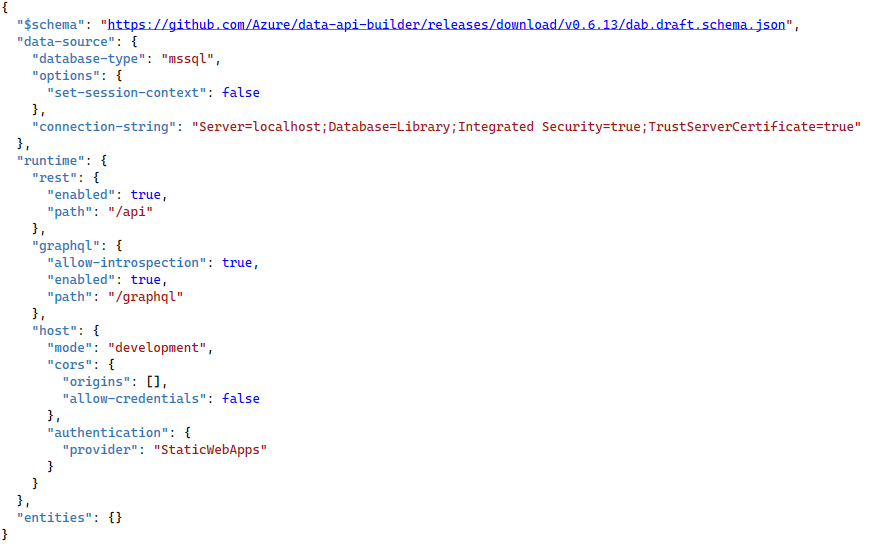 {
  "$schema": "https://github.com/Azure/data-api-builder/releases/download/v0.6.13/dab.draft.schema.json",
  "data-source": {
    "database-type": "mssql",
    "options": {
      "set-session-context": false
    },
    "connection-string": "Server=localhost;Database=Library;Integrated Security=true;TrustServerCertificate=true"
  },
  "runtime": {
    "rest": {
      "enabled": true,
      "path": "/api"
    },
    "graphql": {
      "allow-introspection": true,
      "enabled": true,
      "path": "/graphql"
    },
    "host": {
      "mode": "development",
      "cors": {
        "origins": [],
        "allow-credentials": false
      },
      "authentication": {
        "provider": "StaticWebApps"
      }
    }
  },
  "entities": {}
}